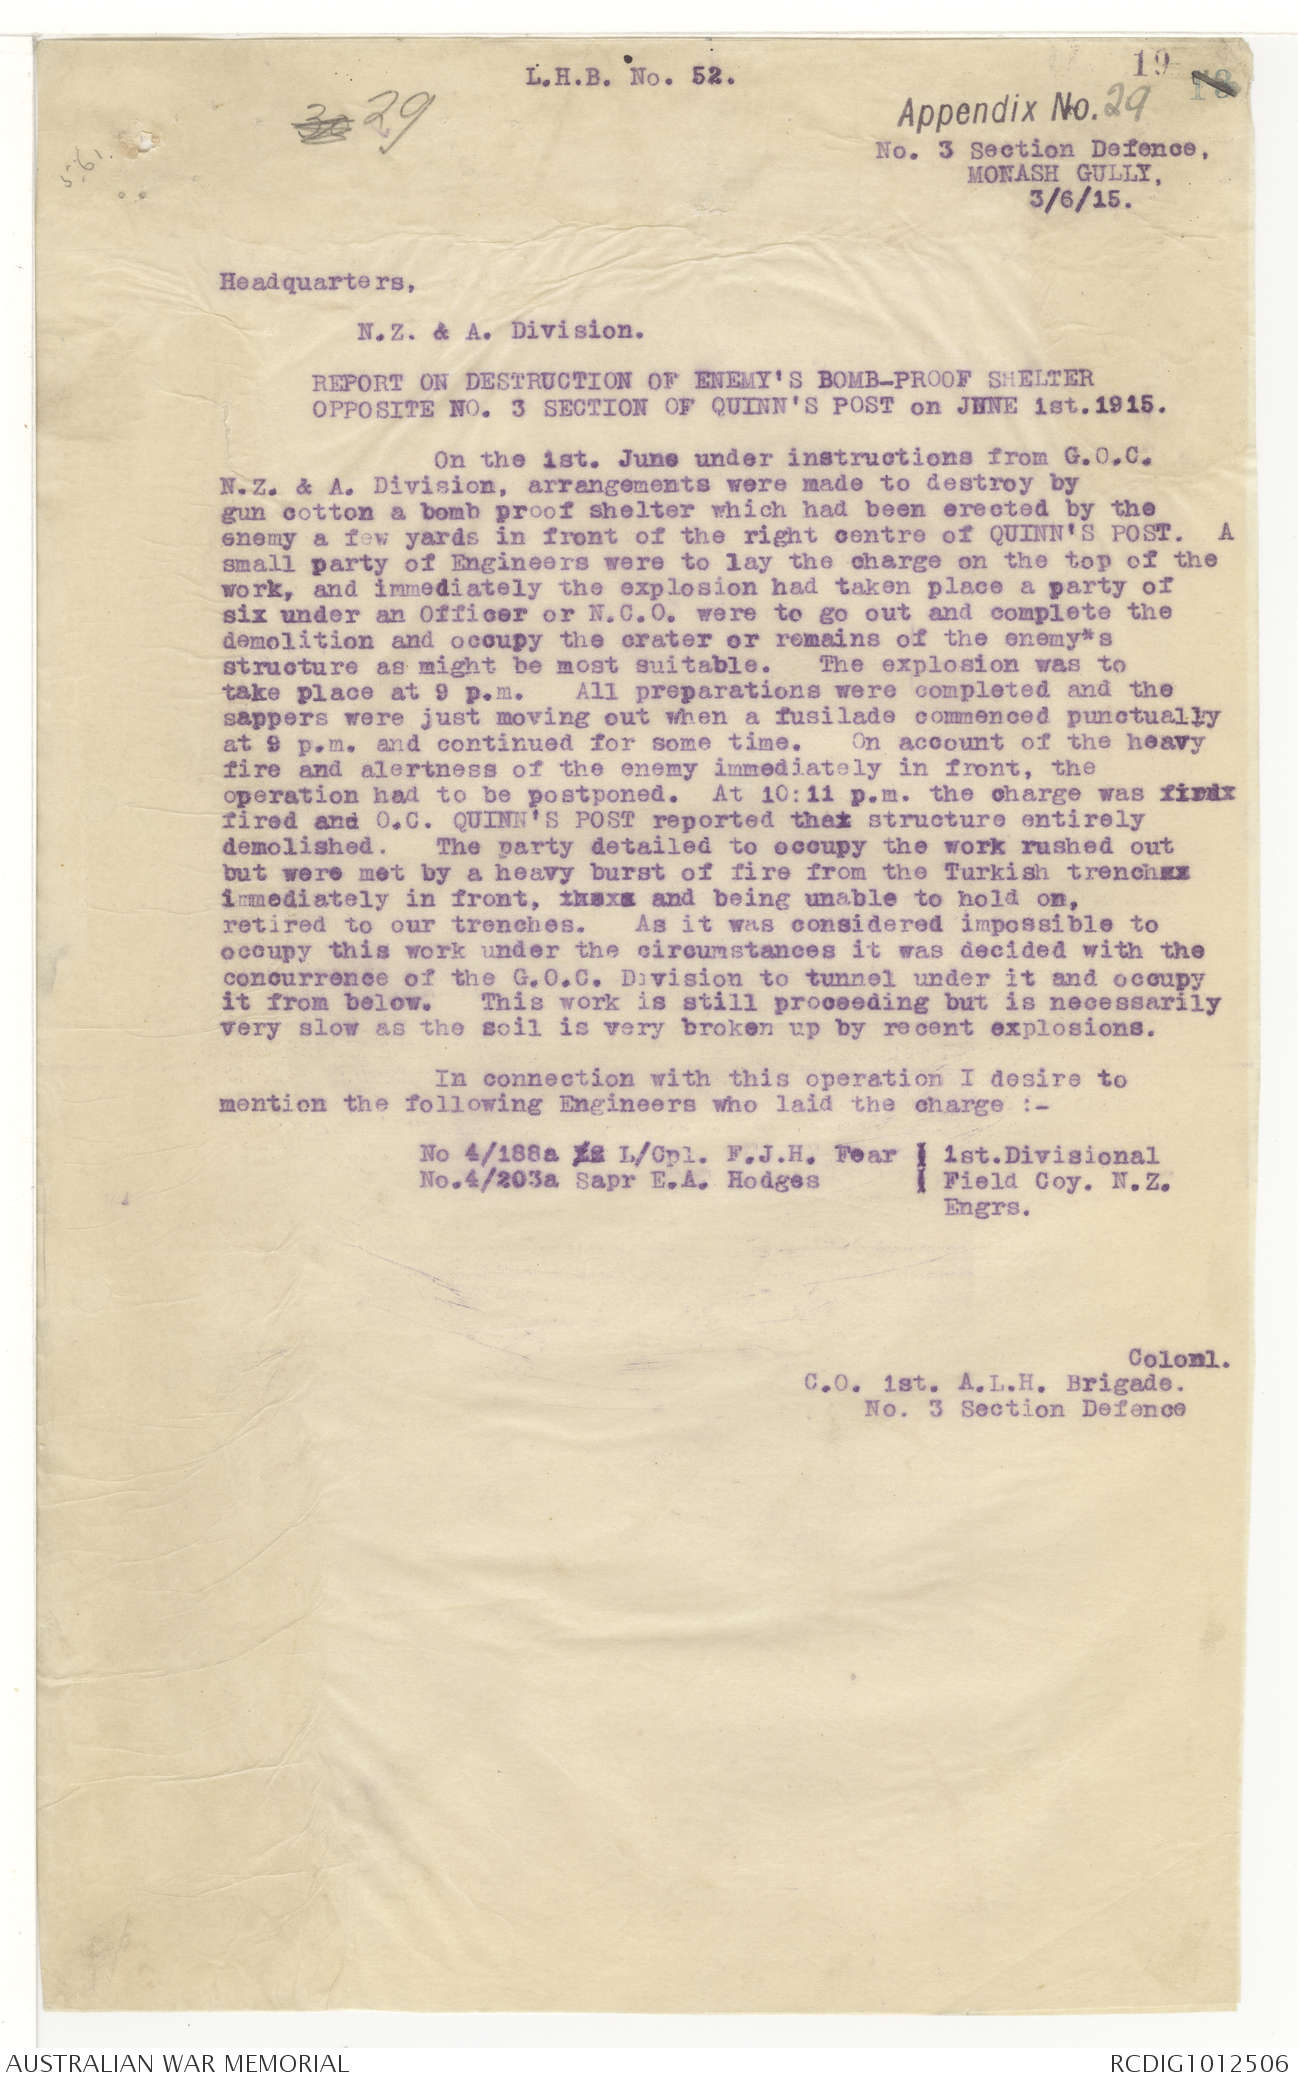 L.H.B. No. 52.
19
29
Appendix No. 29
No. 3 Section Defence,
MONASH GULLY,
3/6/15.
Headquarters,
N.Z. & A. Division.
REPORT ON DESTRUCTION OF ENEMY'S BOMB-PROOF SHELTER
OPPOSITE NO. 3 SECTION OF QUINN'S POST on JUNE 1st.1915.
On the 1st. June under instructions from G.O.C.
N.Z. & A. Division, arrangements were made to destroy by
gun cotton a bomb proof shelter which had been erected by the
enemy a few yards in front of the right centre of QUINN'S POST. A
small party of Engineers were to lay the charge on the top of the
work, and immediately the explosion had taken place a party of
six under an Officer or N.C.O. were to go out and complete the
demolition and occupy the crater or remains of the enemy*s
structure as might be most suitable. The explosion was to
take place at 9 p.m. All preparations were completed and the
sappers were just moving out when a fusilade commenced punctually
at 9 p.m. and continued for some time. On account of the heavy
fire and alertness of the enemy immediately in front, the
operation had to be postponed. At 10:11 p.m. the charge was
fired and O.C. QUINN'S POST reported that structure entirely
demolished. The party detailed to occupy the work rushed out
but were met by a heavy burst of fire from the Turkish trench
immediately in front, and being unable to hold on,
retired to our trenches. As it was considered impossible to
occupy this work under the circumstances it was decided with the
concurrence of the G.O.C. Division to tunnel under it and occupy
it from below. This work is still proceeding but is necessarily
very slow as the soil is very broken up by recent explosions.
In connection with this operation I desire to
mention the following Engineers who laid the charge :-
No 4/188a L/Cpl. F.J.H. Fear | 1st.Divisional
No.4/203a Sapr E.A. Hodges | Field Coy. N.Z.
Engrs.
Colonl.
C.O. 1st. A.L.H. Brigade.
No. 3 Section Defence
AUSTRALIAN WAR MEMORIAL
RCDIG1012506